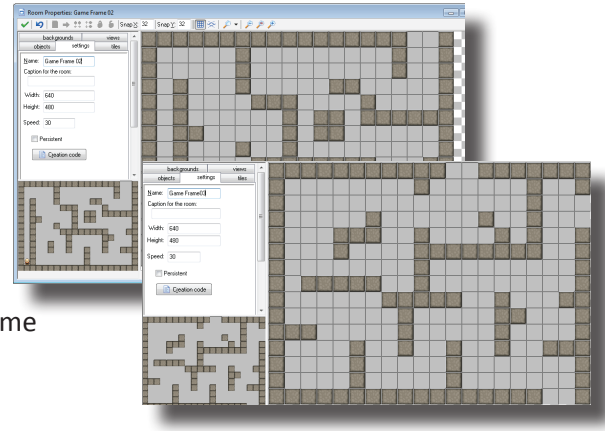 Room Properties: Game Frame 02
Snap X: 32 Snap Y: 32
backgrounds views
objects settings tiles
Name: Game Frame 02
Caption for the room:
Width: 640
Height: 480
Speed: 30
Persistent
Creation code
backgrounds views
objects settings tiles
Name: Game Frame03
Caption for the room:
Width: 640
Height: 480
Speed: 30
Persistent
Creation code
me